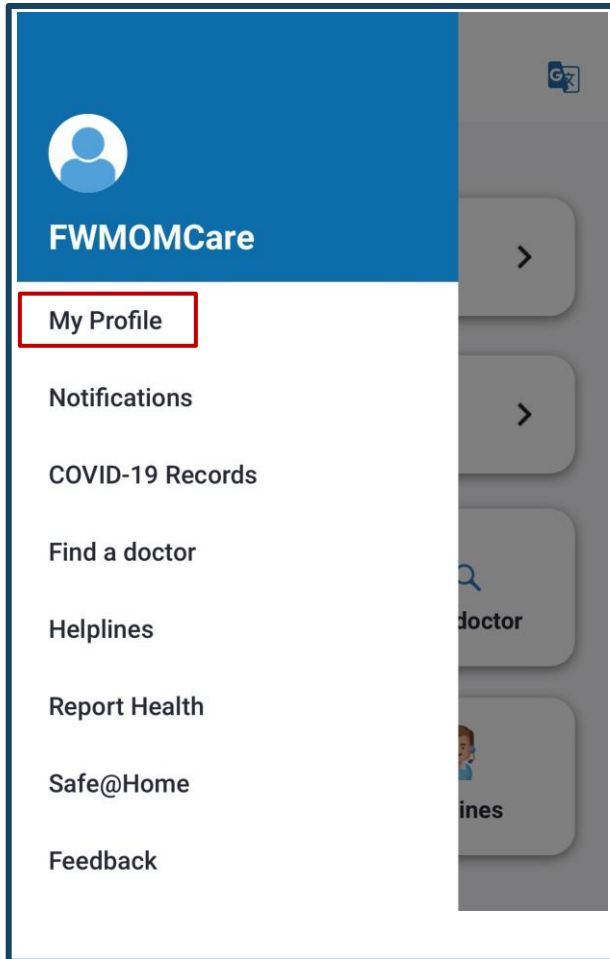 FWMOMCare
My Profile
Notifications
COVID-19 Records
Find a doctor
doctor
Helplines
Report Health
Safe@Home
ines
Feedback